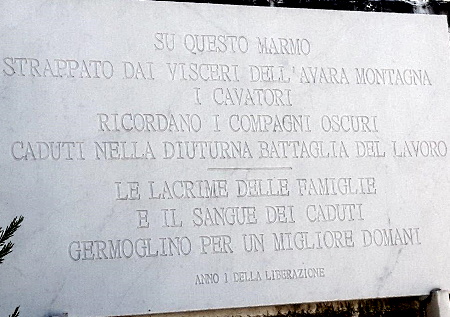 SU QUESTO MARMO
STRAPPATO DAI VISCERI DELL'AVARA MONTAGNA
I CAVATORI
RICORDANO I COMPAGNI OSCURI
CADUTI NELLA DIUTURNA BATTAGLIA DEL LAVORO
LE LACRIME DELLE FAMIGLIE
E IL SANGUE DEI CADUTI
GERMOGLINO PER UN MIGLIORE DOMANI
ANNO I DELLA LIBERAZIONE